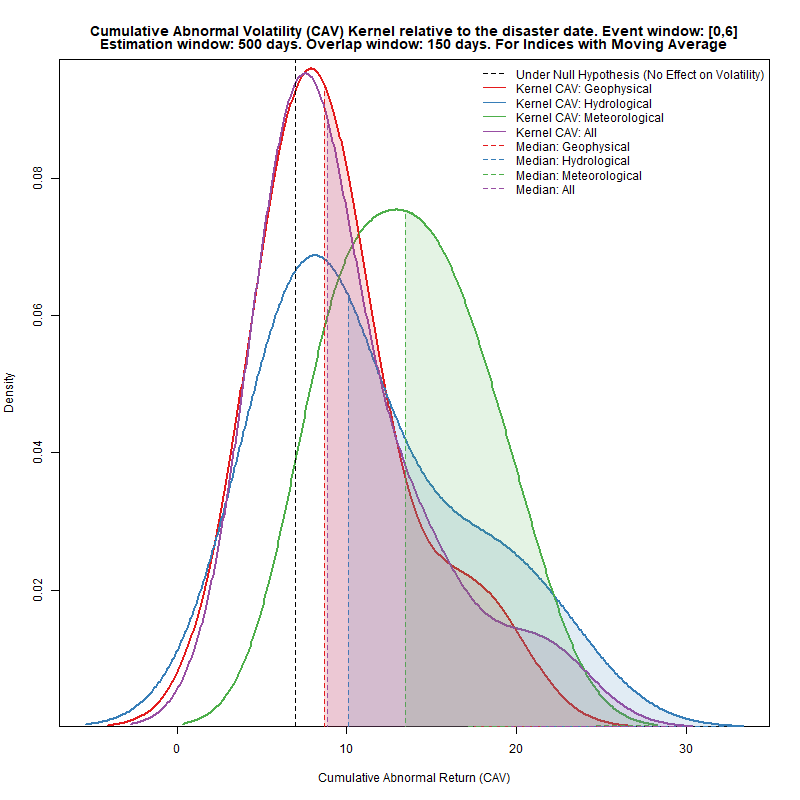 Cumulative Abnormal Volatility (CAV) Kernel relative to the disaster date. Event window: [0,6]
Estimation window: 500 days. Overlap window: 150 days. For Indices with Moving Average
Under Null Hypothesis (No Effect on Volatility)
Kernel CAV: Geophysical
Kernel CAV: Hydrological
Kernel CAV: Meteorological
Kernel CAV: All
Median: Geophysical
Median: Hydrological
Median: Meteorological
Median: All
Density
0.08
0.06
0.04
0.02
0 10 20 30
Cumulative Abnormal Return (CAV)